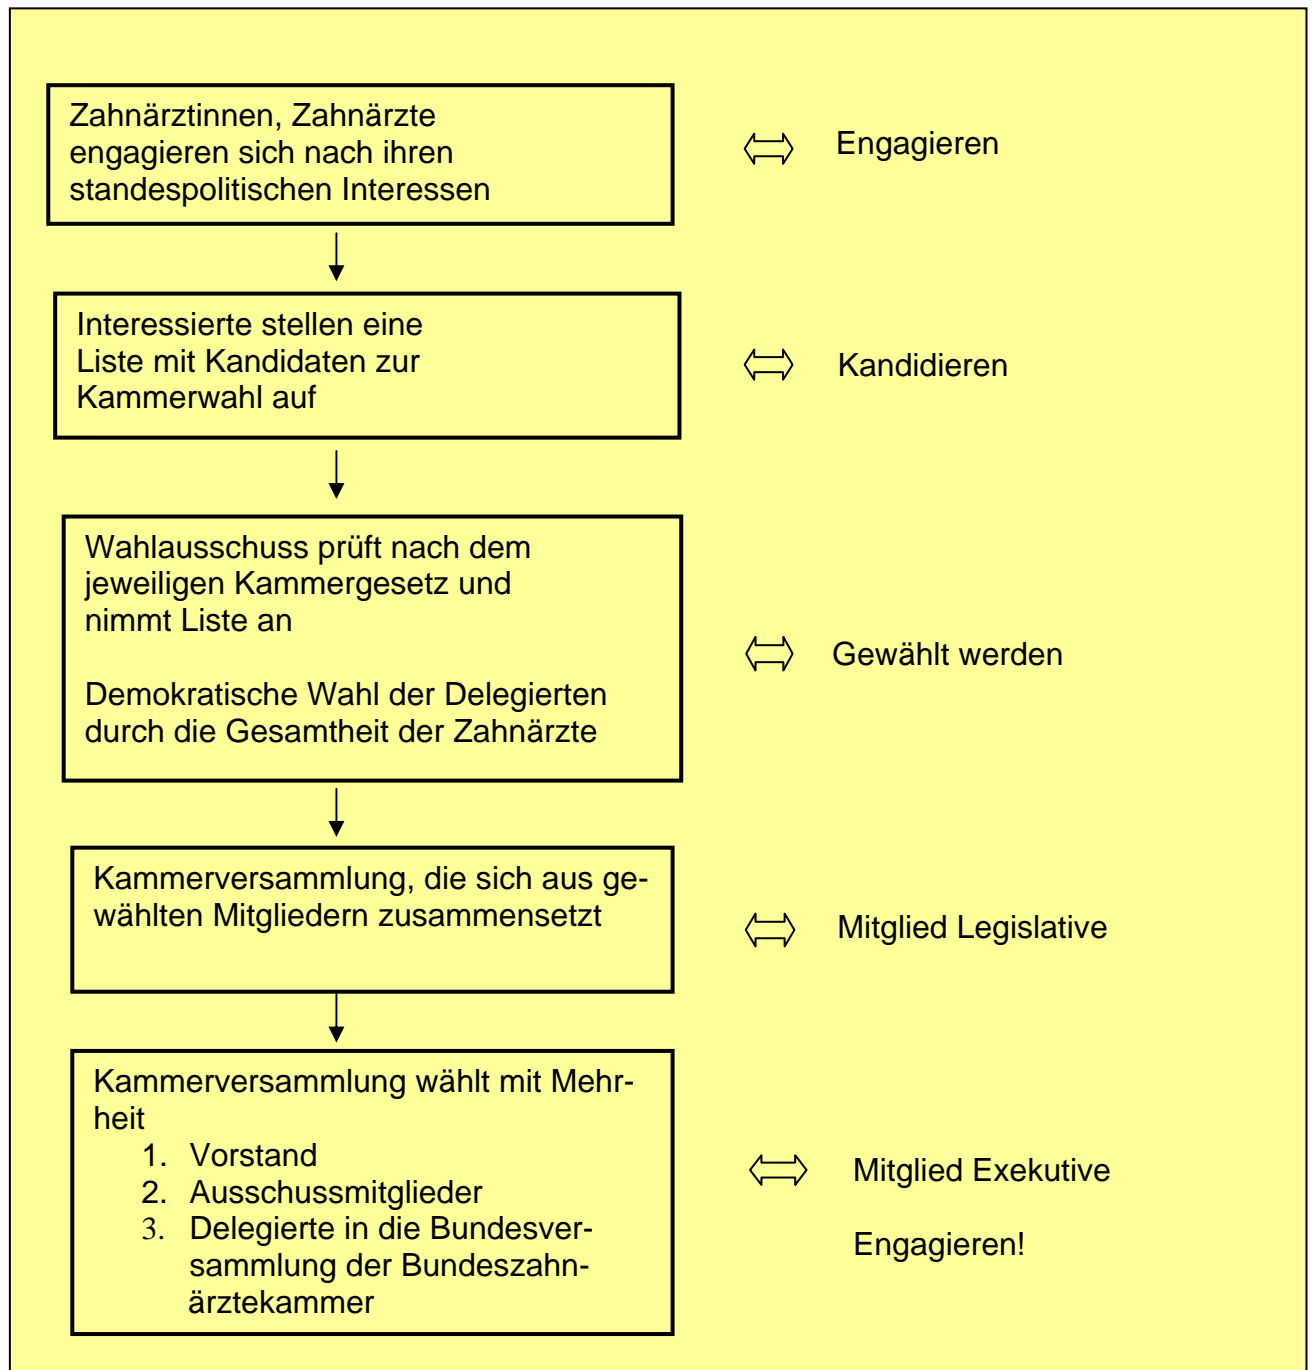 Zahnärztinnen, Zahnärzte
engagieren sich nach ihren
standespolitischen Interessen
Engagieren
Interessierte stellen eine
Liste mit Kandidaten zur
Kammerwahl auf
Kandidieren
Wahlausschuss prüft nach dem
jeweiligen Kammergesetz und
nimmt Liste an
Demokratische Wahl der Delegierten
durch die Gesamtheit der Zahnärzte
Gewählt werden
Kammerversammlung, die sich aus ge-
wählten Mitgliedern zusammensetzt
Mitglied Legislative
Kammerversammlung wählt mit Mehr-
heit
1. Vorstand
2. Ausschussmitglieder
3. Delegierte in die Bundesver-
sammlung der Bundeszahn-
ärztekammer
Mitglied Exekutive
Engagieren!